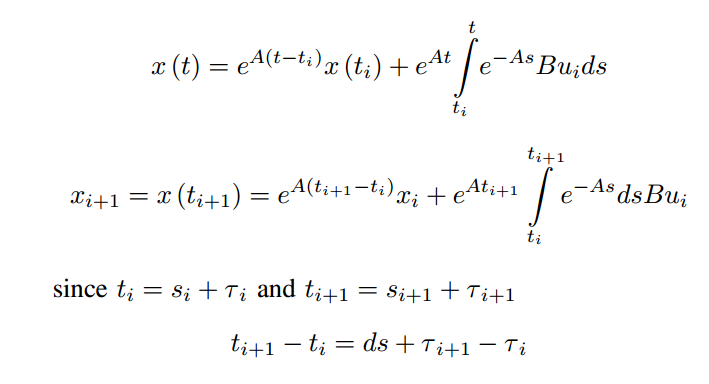 x (t) = e^{A(t−t_i)} x (t_i) + e^{At} ∫_{t_i}^{t} e^{−As} Bu_i ds
x_{i+1} = x (t_{i+1}) = e^{A(t_{i+1}−t_i)} x_i + e^{At_{i+1}} ∫_{t_i}^{t_{i+1}} e^{−As} ds Bu_i
since t_i = s_i + τ_i and t_{i+1} = s_{i+1} + τ_{i+1}
t_{i+1} − t_i = ds + τ_{i+1} − τ_i